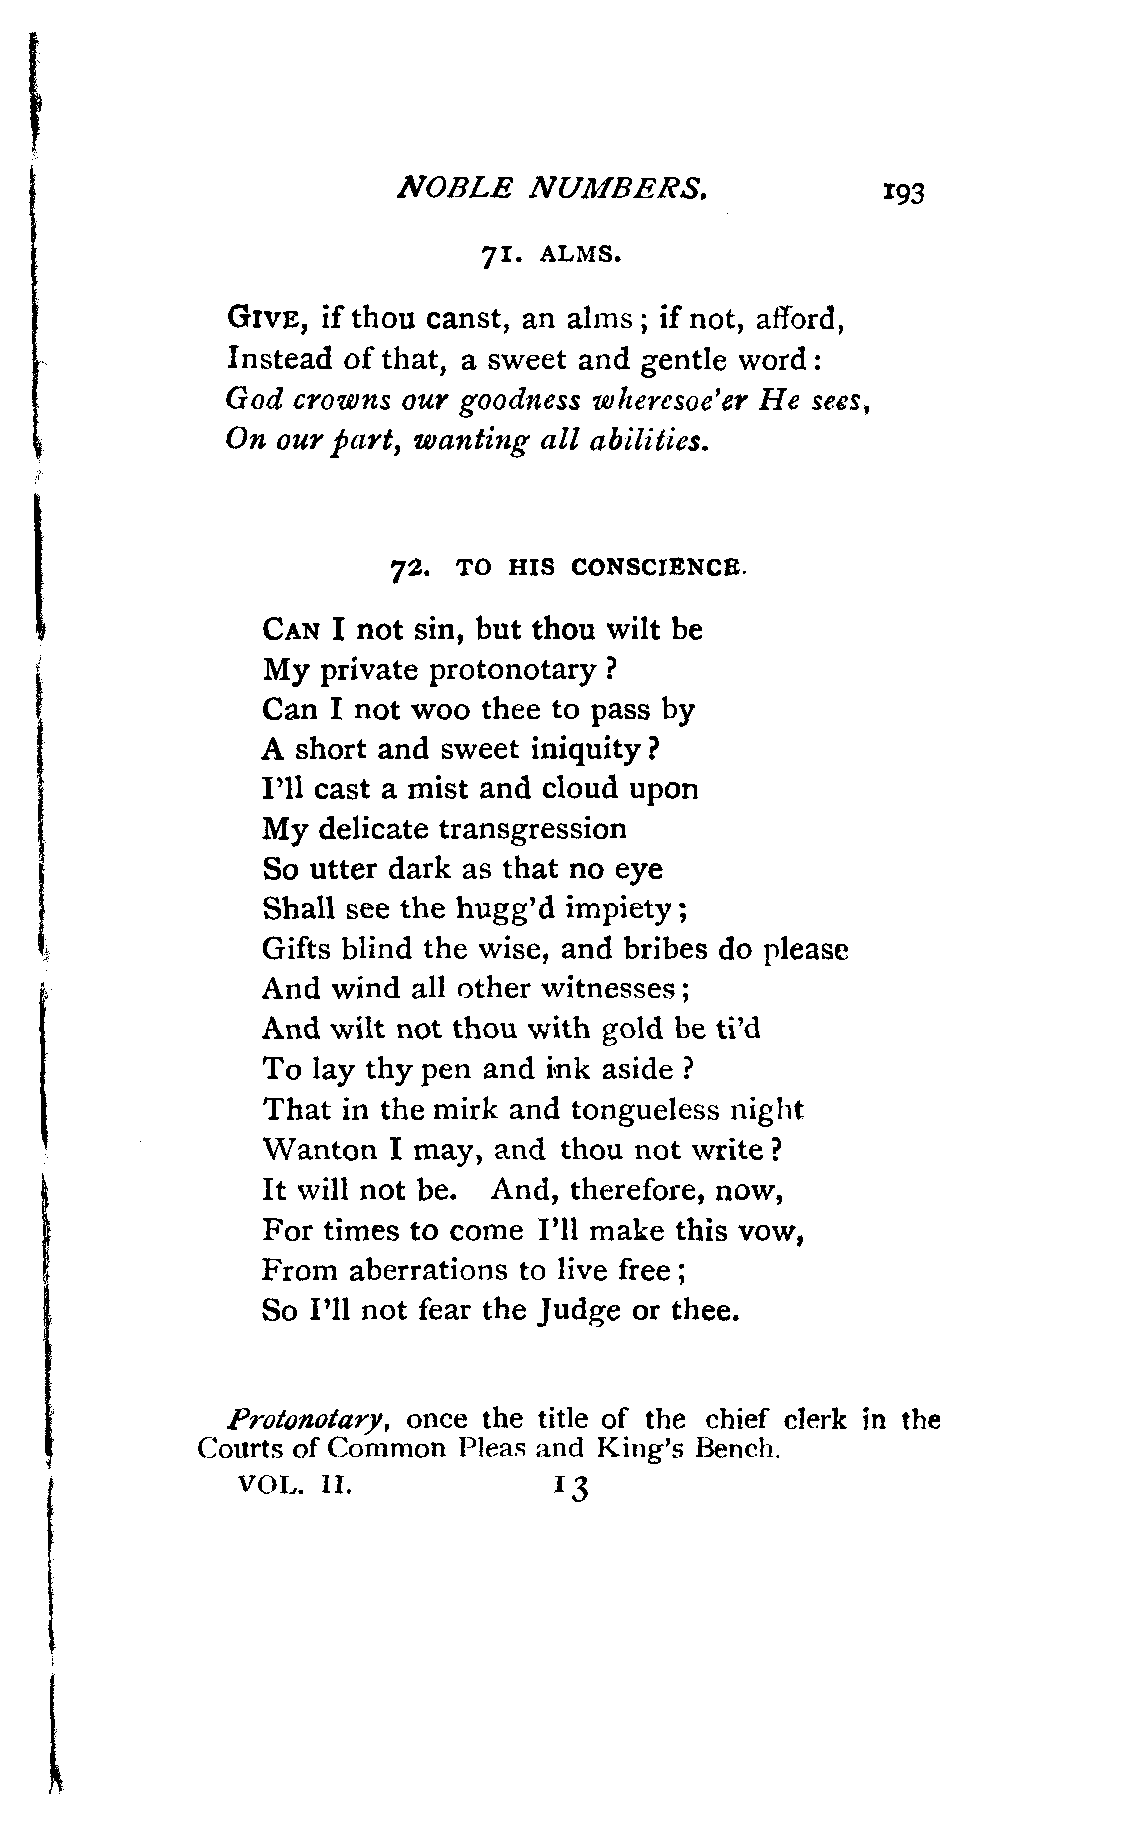 NOBLE NUMBERS. 193
71. ALMS.
GIVE, if thou canst, an alms; if not, afford,
Instead of that, a sweet and gentle word:
God crowns our goodness wheresoe'er He sees,
On our part, wanting all abilities.
72. TO HIS CONSCIENCE.
CAN I not sin, but thou wilt be
My private protonotary?
Can I not woo thee to pass by
A short and sweet iniquity?
I'll cast a mist and cloud upon
My delicate transgression
So utter dark as that no eye
Shall see the hugg'd impiety;
Gifts blind the wise, and bribes do please
And wind all other witnesses;
And wilt not thou with gold be ti'd
To lay thy pen and ink aside?
That in the mirk and tongueless night
Wanton I may, and thou not write?
It will not be. And, therefore, now,
For times to come I'll make this vow,
From aberrations to live free;
So I'll not fear the Judge or thee.
Protonotary, once the title of the chief clerk in the
Courts of Common Pleas and King's Bench.
VOL. II. 13